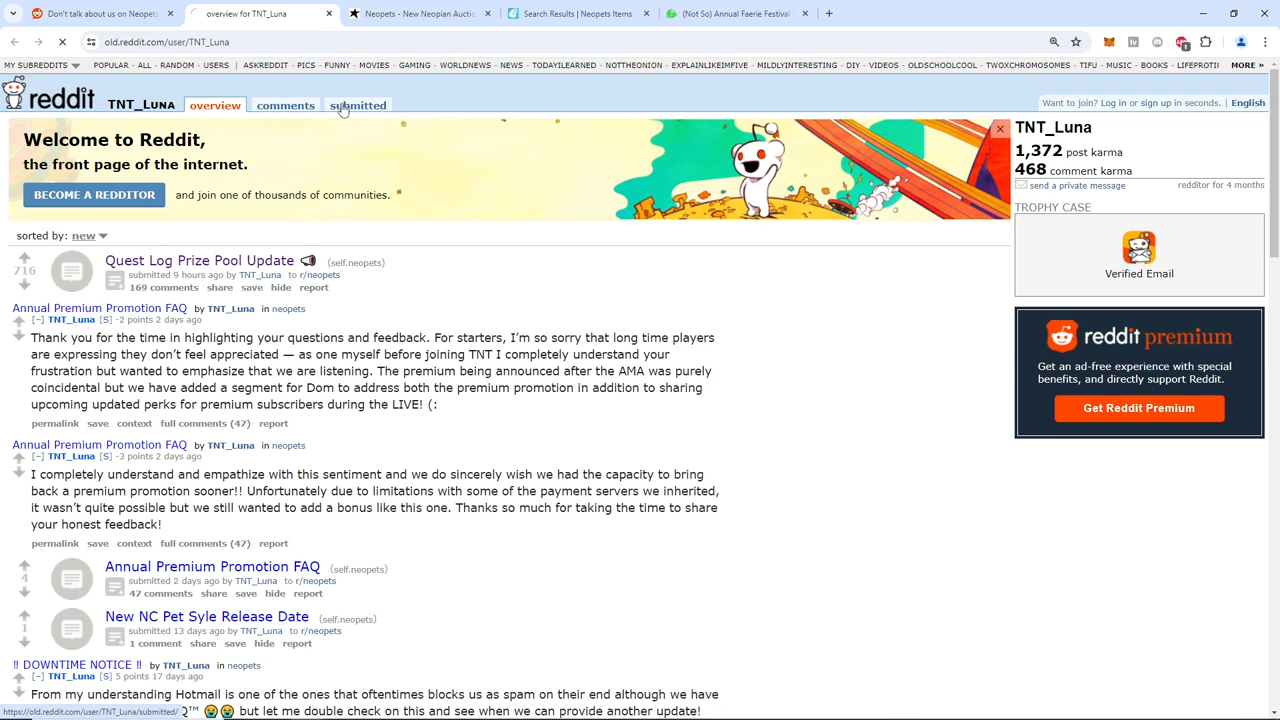 Don't talk about us on Neopets
overview for TNT_Luna
Neopets - New Neopian Auctio
Search Results | Neopets Items
(Not So) Annual Faerie Festival
old.reddit.com/user/TNT_Luna
1
MY SUBREDDITS POPULAR - ALL - RANDOM - USERS | ASKREDDIT - PICS - FUNNY - MOVIES - GAMING - WORLDNEWS - NEWS - TODAYILEARNED - NOTTHEONION - EXPLAINLIKEIMFIVE - MILDLYINTERESTING - DIY - VIDEOS - OLDSCHOOLCOOL - TWOXCHROMOSOMES - TIFU - MUSIC - BOOKS - LIFEPROTI MORE »
reddit TNT_Luna overview comments submitted
Want to join? Log in or sign up in seconds. | English
Welcome to Reddit,
the front page of the internet.
BECOME A REDDITOR and join one of thousands of communities.
TNT_Luna
1,372 post karma
468 comment karma
send a private message redditor for 4 months
TROPHY CASE
Verified Email
reddit premium
Get an ad-free experience with special
benefits, and directly support Reddit.
Get Reddit Premium
sorted by: new
716
Quest Log Prize Pool Update 📣 (self.neopets)
submitted 9 hours ago by TNT_Luna to r/neopets
169 comments share save hide report
Annual Premium Promotion FAQ by TNT_Luna in neopets
[–] TNT_Luna [S] -2 points 2 days ago
Thank you for the time in highlighting your questions and feedback. For starters, I'm so sorry that long time players
are expressing they don't feel appreciated — as one myself before joining TNT I completely understand your
frustration but wanted to emphasize that we are listening. The premium being announced after the AMA was purely
coincidental but we have added a segment for Dom to address both the premium promotion in addition to sharing
upcoming updated perks for premium subscribers during the LIVE! (:
permalink save context full comments (47) report
Annual Premium Promotion FAQ by TNT_Luna in neopets
[–] TNT_Luna [S] -3 points 2 days ago
I completely understand and empathize with this sentiment and we do sincerely wish we had the capacity to bring
back a premium promotion sooner!! Unfortunately due to limitations with some of the payment servers we inherited,
it wasn't quite possible but we still wanted to add a bonus like this one. Thanks so much for taking the time to share
your honest feedback!
permalink save context full comments (47) report
4
Annual Premium Promotion FAQ (self.neopets)
submitted 2 days ago by TNT_Luna to r/neopets
47 comments share save hide report
1
New NC Pet Syle Release Date (self.neopets)
submitted 13 days ago by TNT_Luna to r/neopets
1 comment share save hide report
‼ DOWNTIME NOTICE ‼ by TNT_Luna in neopets
[–] TNT_Luna [S] 5 points 17 days ago
From my understanding Hotmail is one of the ones that oftentimes blocks us as spam on their end although we have
Q™ 😭😭 but let me double check on this and see when we can provide another update!
https://old.reddit.com/user/TNT_Luna/submitted/